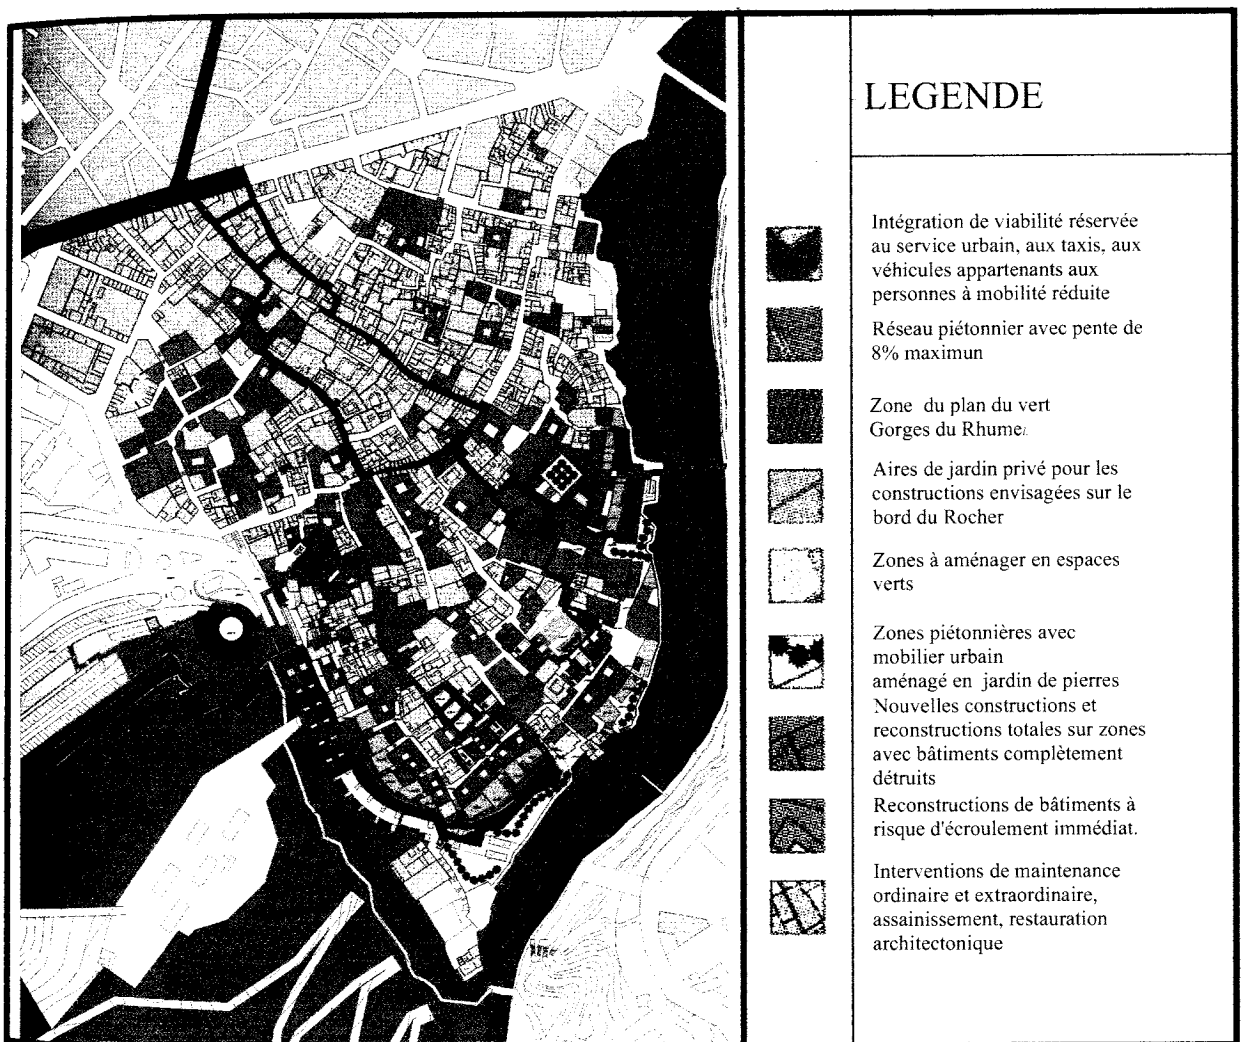 LEGENDE
Intégration de viabilité réservée
au service urbain, aux taxis, aux
véhicules appartenants aux
personnes à mobilité réduite
Réseau piétonnier avec pente de
8% maximun
Zone du plan du vert
Gorges du Rhumel
Aires de jardin privé pour les
constructions envisagées sur le
bord du Rocher
Zones à aménager en espaces
verts
Zones piétonnières avec
mobilier urbain
aménagé en jardin de pierres
Nouvelles constructions et
reconstructions totales sur zones
avec bâtiments complètement
détruits
Reconstructions de bâtiments à
risque d'écroulement immédiat.
Interventions de maintenance
ordinaire et extraordinaire,
assainissement, restauration
architectonique